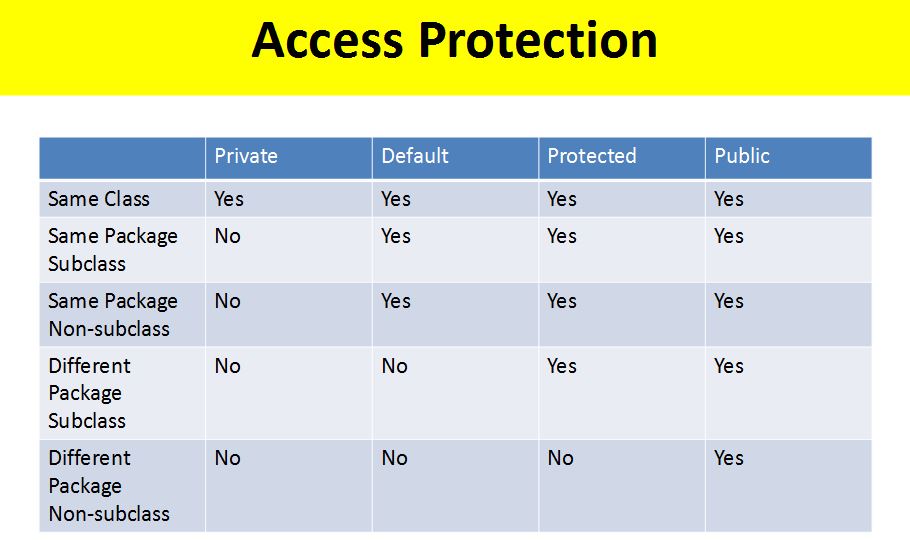 Access Protection
Private Default Protected Public
Same Class Yes Yes Yes Yes
Same Package No Yes Yes Yes
Subclass
Same Package No Yes Yes Yes
Non-subclass
Different No No Yes Yes
Package
Subclass
Different No No No Yes
Package
Non-subclass